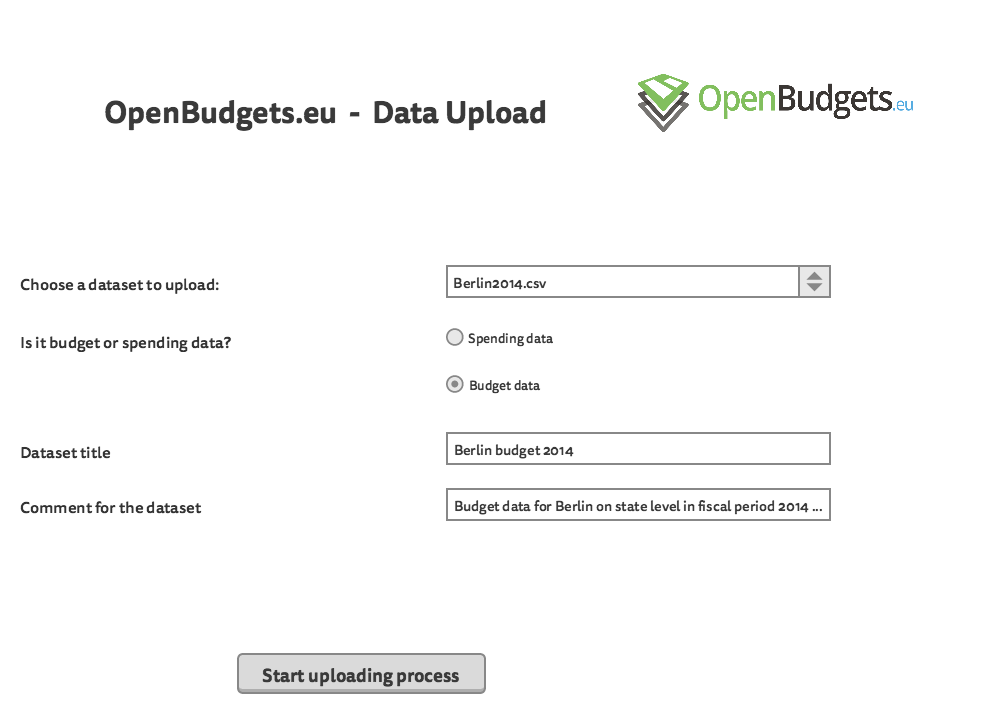 OpenBudgets.eu - Data Upload
OpenBudgets.eu
Choose a dataset to upload:
Berlin2014.csv
Is it budget or spending data?
Spending data
Budget data
Dataset title
Berlin budget 2014
Comment for the dataset
Budget data for Berlin on state level in fiscal period 2014 ...
Start uploading process